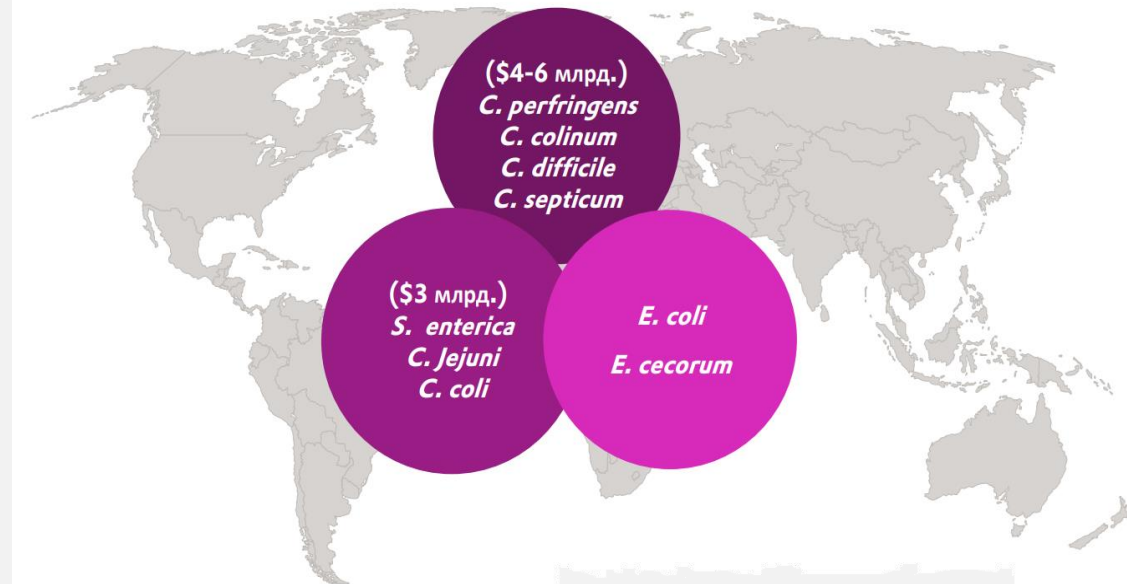 ($4-6 млрд.)
C. perfringens
C. colinum
C. difficile
C. septicum
($3 млрд.)
S. enterica
C. Jejuni
C. coli
E. coli
E. cecorum